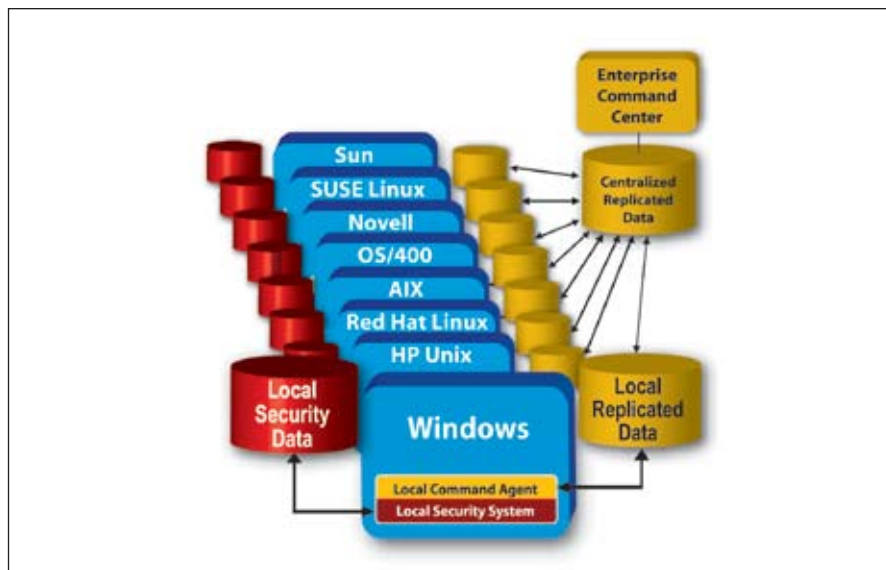 Enterprise
Command
Center
Sun
SUSE Linux
Novell
OS/400
AIX
Red Hat Linux
HP Unix
Centralized
Replicated
Data
Local
Security
Data
Windows
Local Command Agent
Local Security System
Local
Replicated
Data